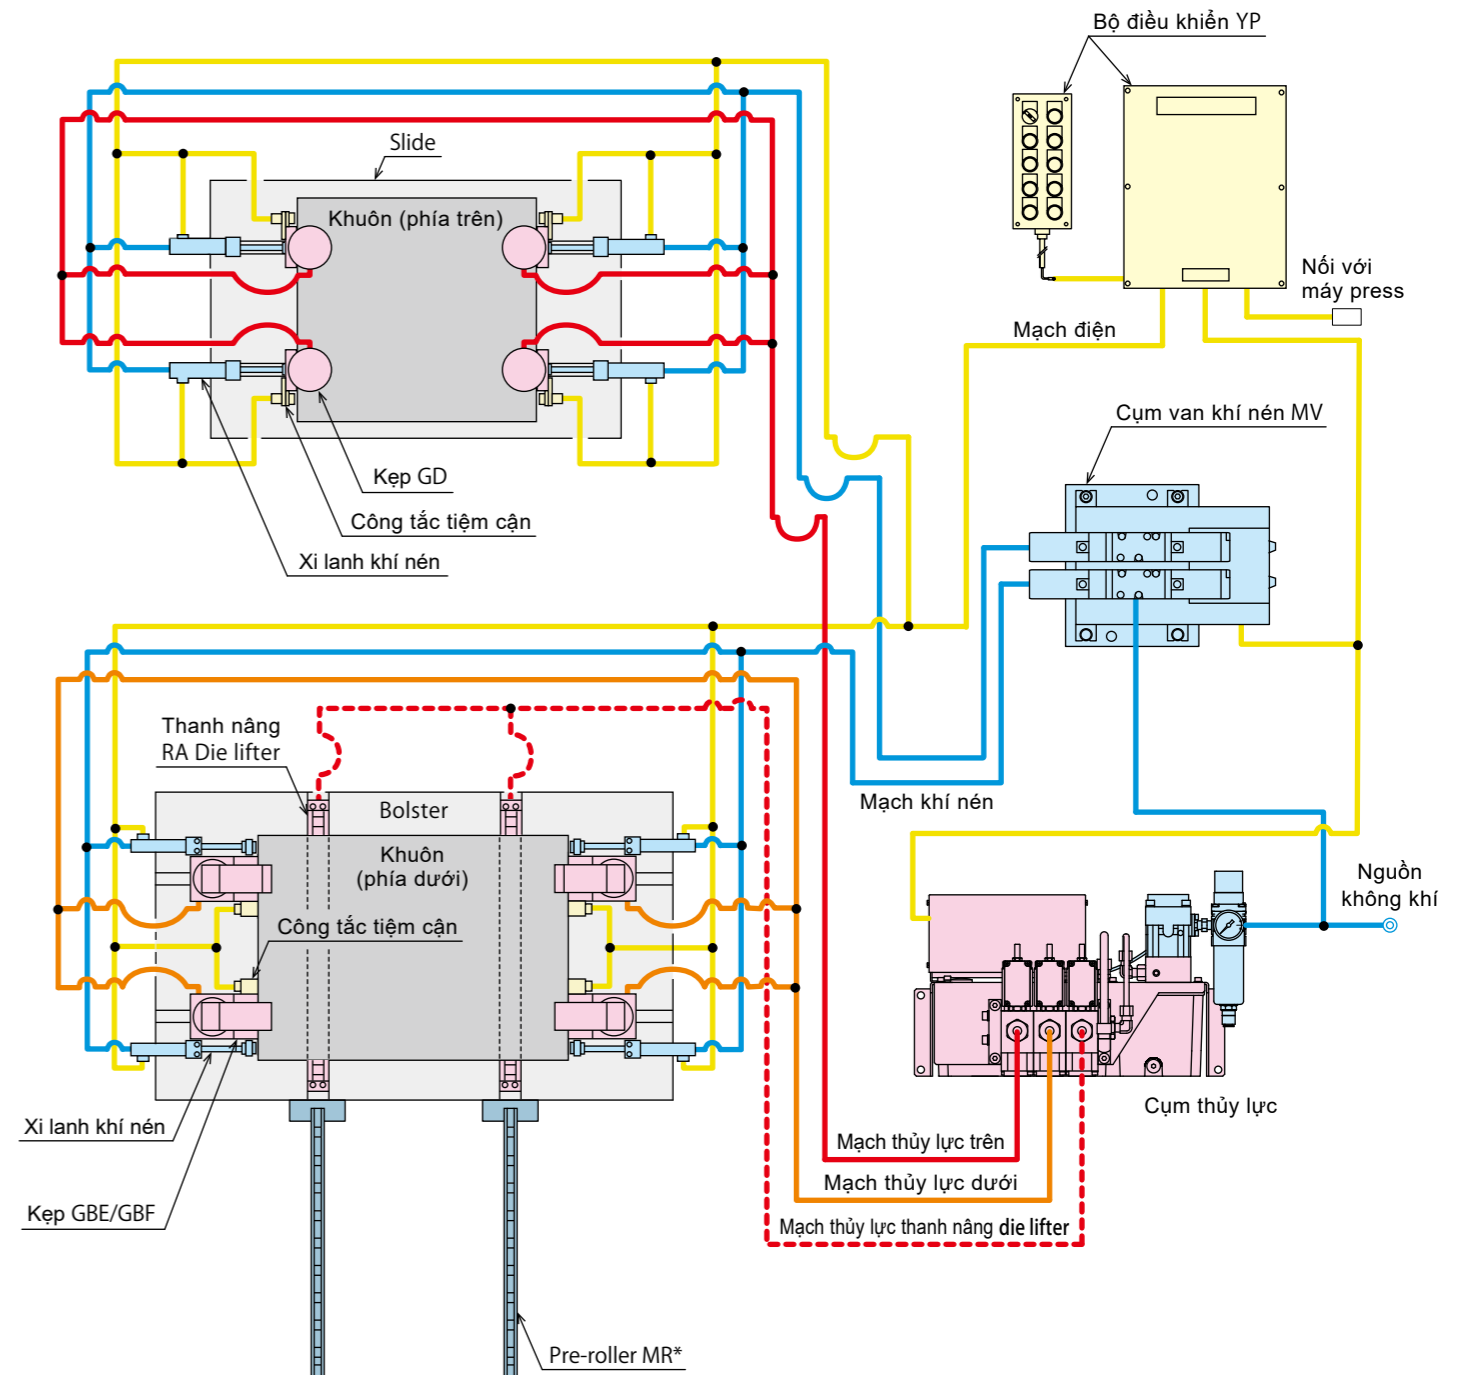 Bộ điều khiển YP
Slide
Khuôn (phía trên)
Nối với
máy press
Mạch điện
Cụm van khí nén MV
Kẹp GD
Công tắc tiệm cận
Xi lanh khí nén
Thanh nâng
RA Die lifter
Bolster
Mạch khí nén
Khuôn
(phía dưới)
Nguồn
không khí
Công tắc tiệm cận
Cụm thủy lực
Xi lanh khí nén
Mạch thủy lực trên
Mạch thủy lực dưới
Kẹp GBE/GBF
Mạch thủy lực thanh nâng die lifter
Pre-roller MR*